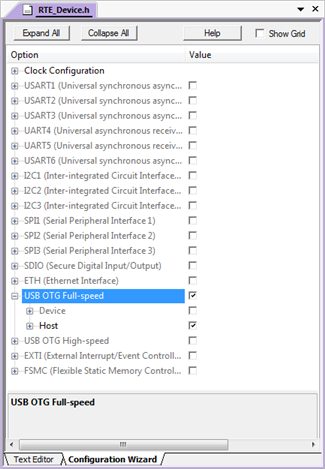 RTE_Device.h
Expand All Collapse All Help Show Grid
Option Value
Clock Configuration
USART1 (Universal synchronous async...
USART2 (Universal synchronous async...
USART3 (Universal synchronous async...
UART4 (Universal asynchronous receiv...
UART5 (Universal asynchronous receiv...
USART6 (Universal synchronous async...
I2C1 (Inter-integrated Circuit Interface...
I2C2 (Inter-integrated Circuit Interface...
I2C3 (Inter-integrated Circuit Interface...
SPI1 (Serial Peripheral Interface 1)
SPI2 (Serial Peripheral Interface 2)
SPI3 (Serial Peripheral Interface 3)
SDIO (Secure Digital Input/Output)
ETH (Ethernet Interface)
USB OTG Full-speed
Device
Host
USB OTG High-speed
EXTI (External Interrupt/Event Controll...
FSMC (Flexible Static Memory Control...
USB OTG Full-speed
Text Editor Configuration Wizard